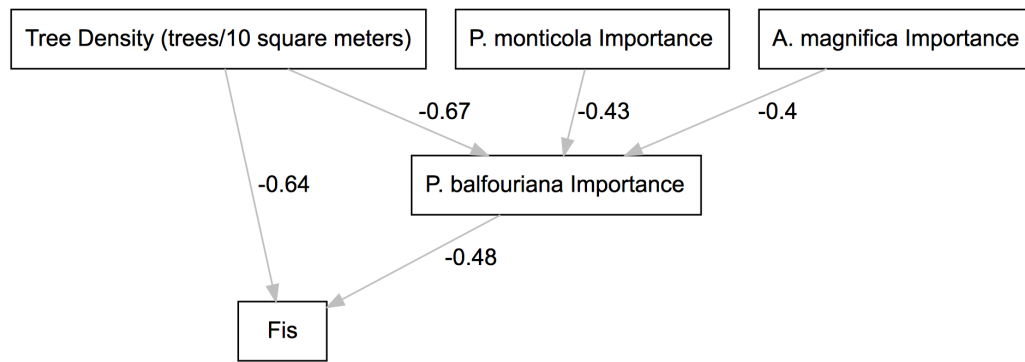 Tree Density (trees/10 square meters)
P. monticola Importance
A. magnifica Importance
-0.67
-0.43
-0.4
-0.64
P. balfouriana Importance
-0.48
Fis